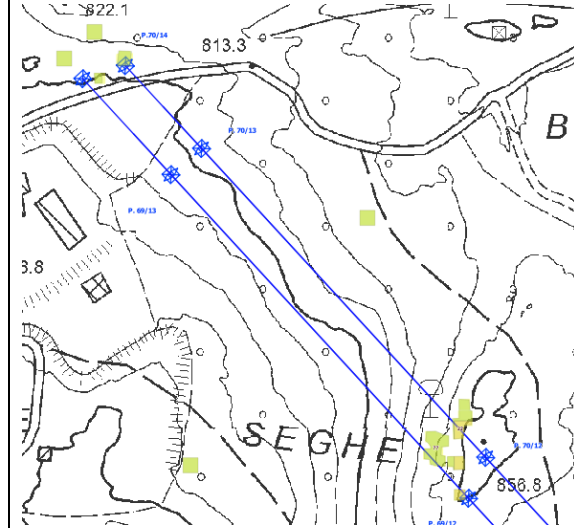 822.1
P.70/14
813.3
B
P. 70/13
P. 69/13
8.8
SEGHE
P. 70/12
856.8
P. 69/12